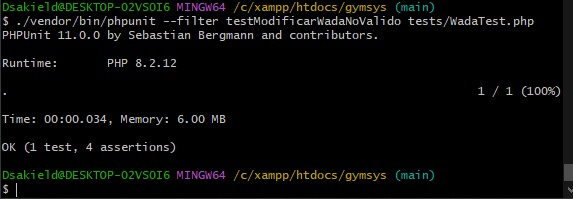 Dsakield@DESKTOP-02VSOI6 MINGW64 /c/xampp/htdocs/gymsys (main)
$ ./vendor/bin/phpunit --filter testModificarWadaNoValido tests/WadaTest.php
PHPUnit 11.0.0 by Sebastian Bergmann and contributors.
Runtime:       PHP 8.2.12
.                                                                   1 / 1 (100%)
Time: 00:00.034, Memory: 6.00 MB
OK (1 test, 4 assertions)
Dsakield@DESKTOP-02VSOI6 MINGW64 /c/xampp/htdocs/gymsys (main)
$